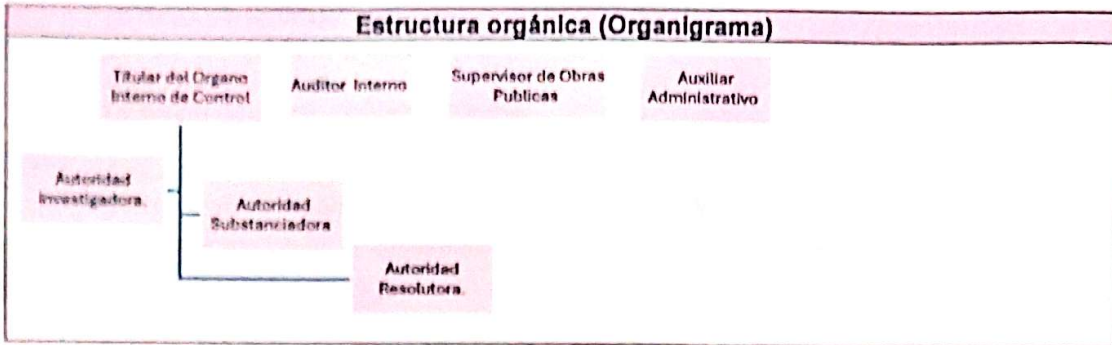 Estructura orgánica (Organigrama)
Titular del Organo
Interno de Control
Auditor Interno
Supervisor de Obras
Publicas
Auxiliar
Administrativo
Autoridad
Investigadora.
Autoridad
Substanciadora
Autoridad
Resolutora.